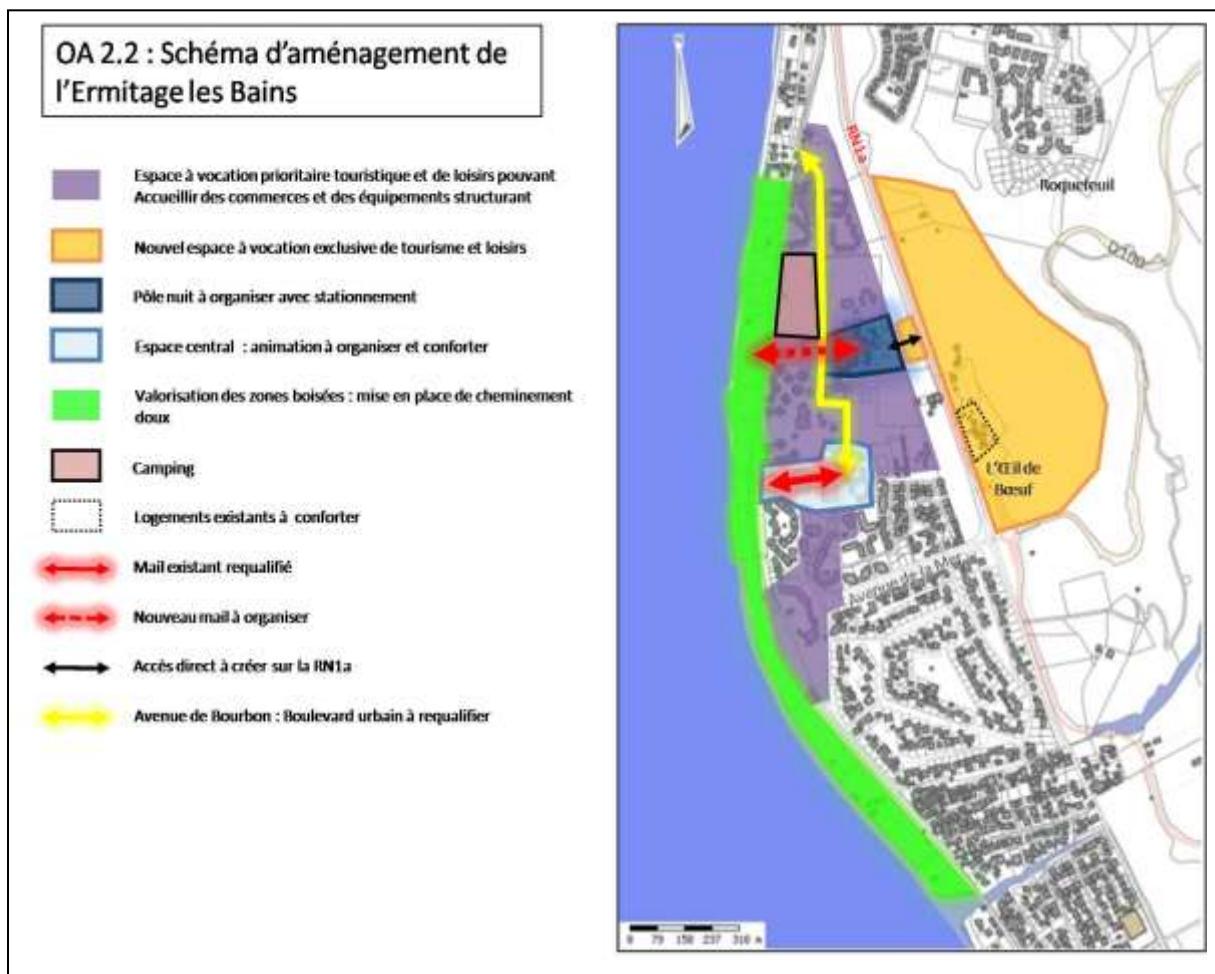 OA 2.2 : Schéma d'aménagement de
l'Ermitage les Bains
Espace à vocation prioritaire touristique et de loisirs pouvant
Accueillir des commerces et des équipements structurant
Nouvel espace à vocation exclusive de tourisme et loisirs
Pôle nuit à organiser avec stationnement
Espace central : animation à organiser et conforter
Valorisation des zones boisées : mise en place de cheminement
doux
Camping
Logements existants à conforter
Mail existant requalifié
Nouveau mail à organiser
Accès direct à créer sur la RN1a
Avenue de Bourbon : Boulevard urbain à requalifier
RN1a
Roquefeuil
D100
L'Œil de
Bœuf
Avenue de la Mer
0 79 158 237 316 m